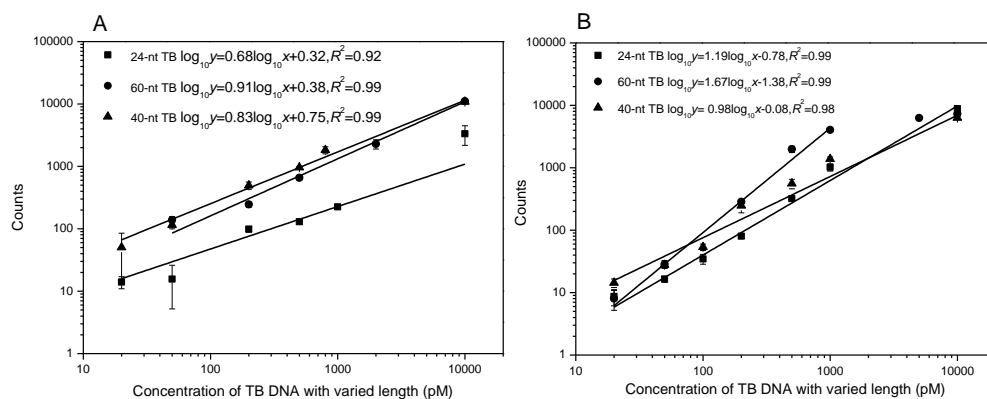 A
100000
10000
1000
100
10
1
Counts
24-nt TB log10y=0.68log10x+0.32,R2=0.92
60-nt TB log10y=0.91log10x+0.38,R2=0.99
40-nt TB log10y=0.83log10x+0.75,R2=0.99
10 100 1000 10000
Concentration of TB DNA with varied length (pM)
B
100000
10000
1000
100
10
1
Counts
24-nt TB log10y=1.19log10x-0.78,R2=0.99
60-nt TB log10y=1.67log10x-1.38,R2=0.99
40-nt TB log10y= 0.98logx-0.08,R2=0.98
10 100 1000 10000
Concentration of TB DNA with varied length (pM)